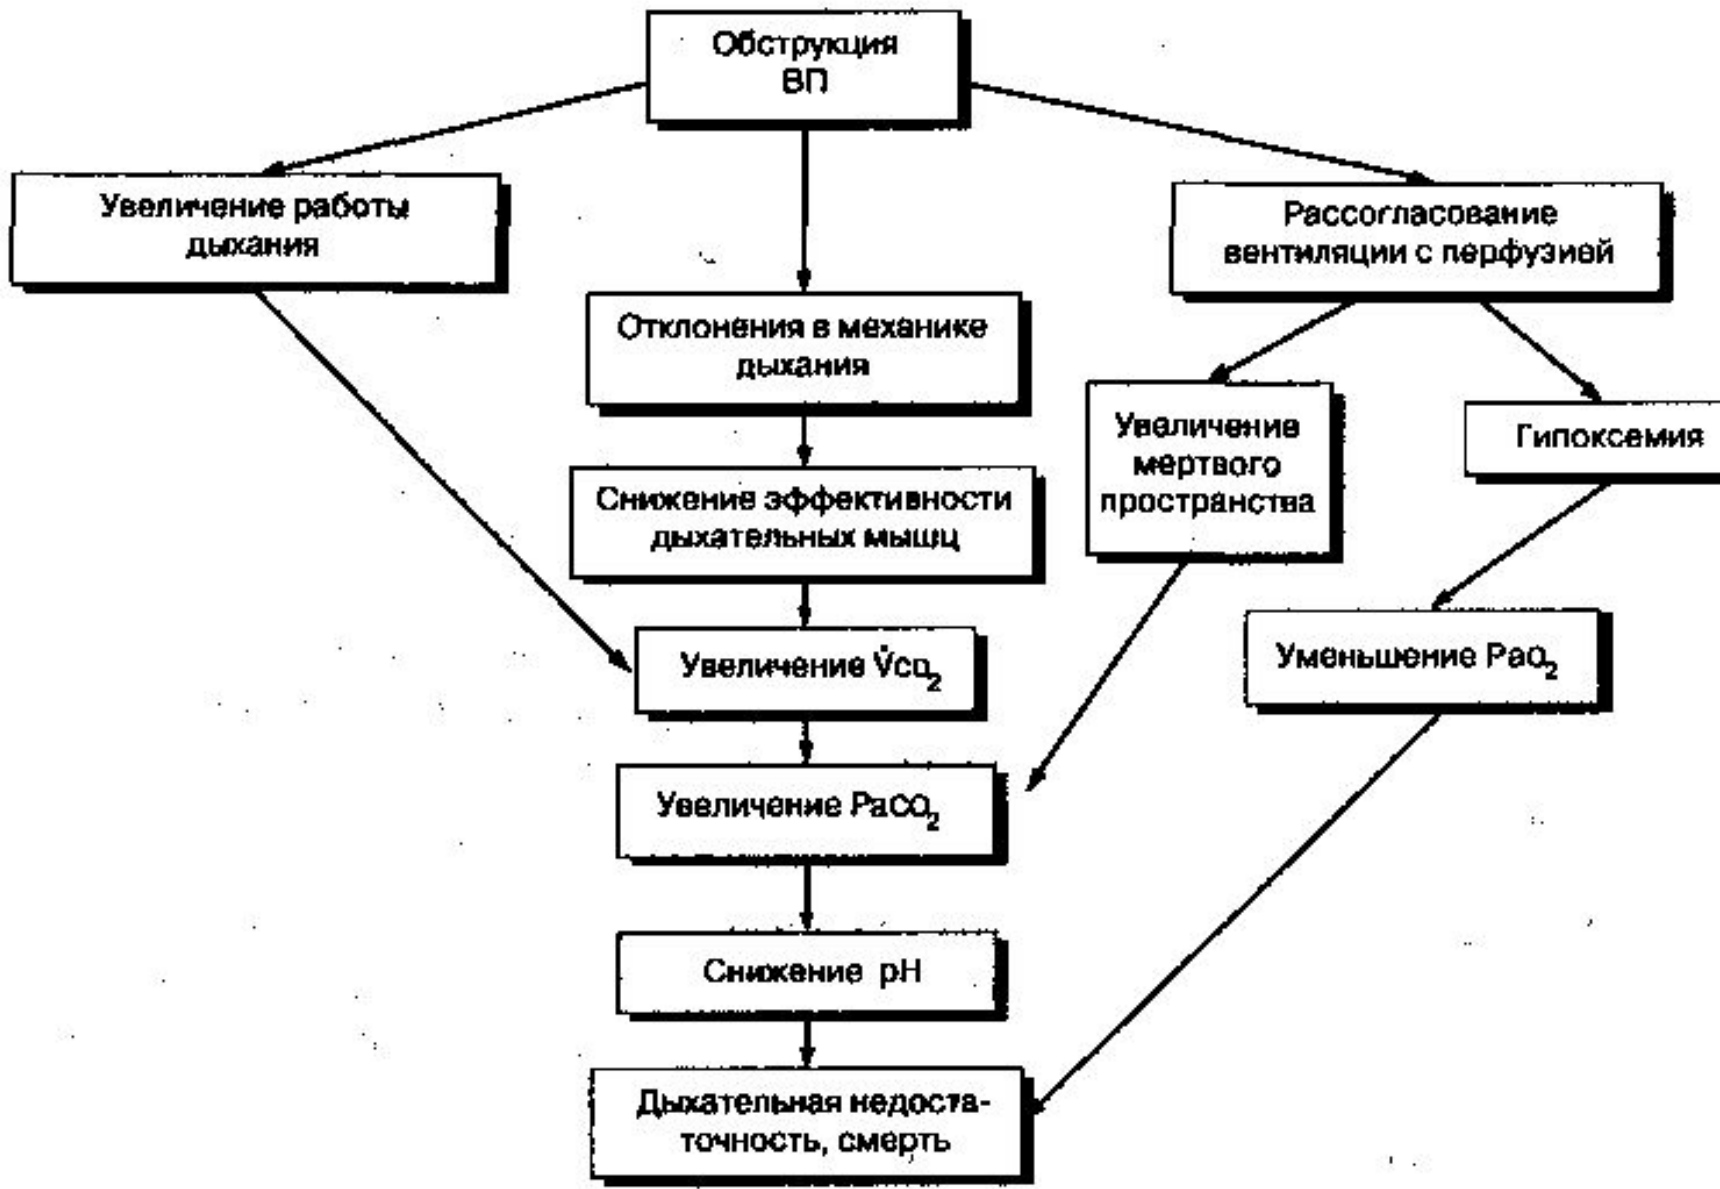 Обструкция
ВП
Увеличение работы
дыхания
Рассогласование
вентиляции с перфузией
Отклонения в механике
дыхания
Увеличение
мертвого
пространства
Гипоксемия
Снижение эффективности
дыхательных мышц
Увеличение V̇co₂
Уменьшение PaO₂
Увеличение PaCO₂
Снижение pH
Дыхательная недоста-
точность, смерть